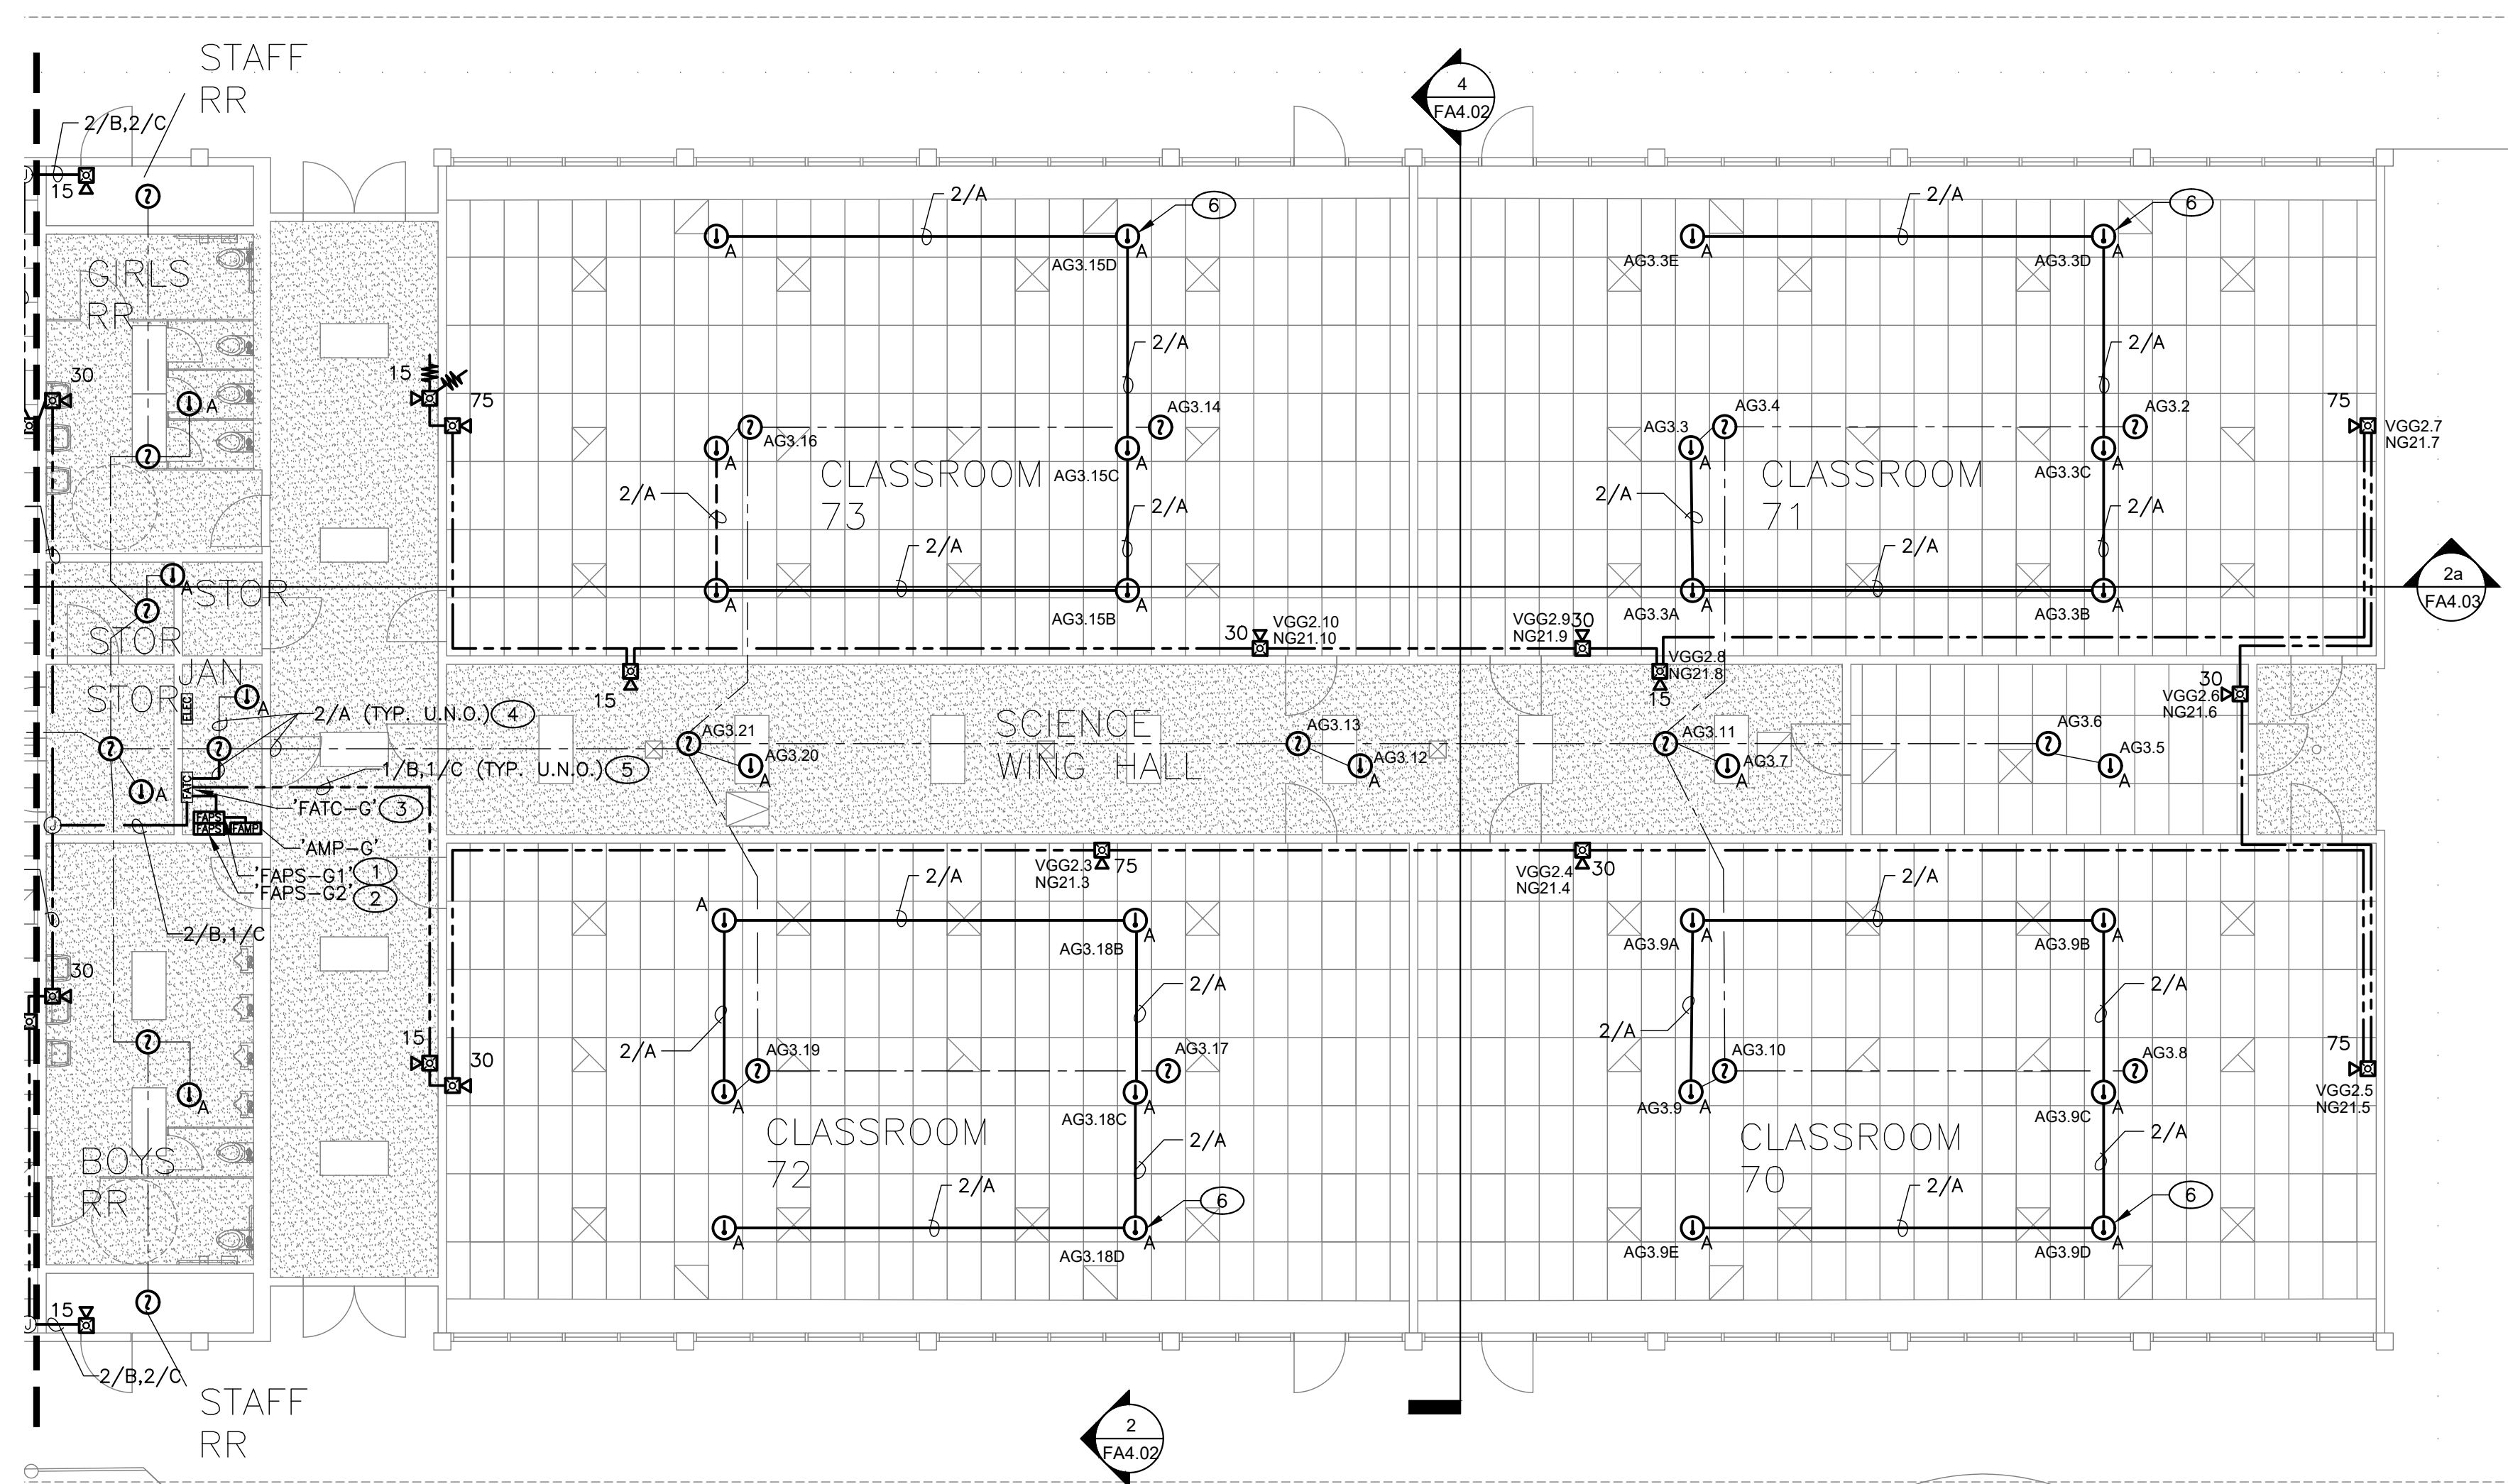 STAFF
RR
4
FA4.02
2/B,2/C
15
2/A
6
2/A
6
A
AG3.15D
A
AG3.3E
A
AG3.3D
A
GIRLS
RR
2/A
2/A
30
15
75
75
A
AG3.14
AG3.4
AG3.2
VGG2.7
NG21.7
AG3.16
AG3.3
A
A
A
A
AG3.15C
AG3.3C
CLASSROOM
73
CLASSROOM
71
2/A
2/A
2/A
2/A
2/A
2/A
2a
FA4.03
A
STOR
A
AG3.15B
A
AG3.3A
A
AG3.3B
A
STOR
30
VGG2.10
NG21.10
VGG2.9
NG21.9
30
VGG2.8
NG21.8
15
15
30
VGG2.6
NG21.6
JAN
STOR
ELEC
A
2/A (TYP. U.N.O.)
4
SCIENCE
WING HALL
AG3.21
AG3.20
A
AG3.13
AG3.12
A
AG3.11
AG3.7
A
AG3.6
AG3.5
A
1/B,1/C (TYP. U.N.O.)
5
FATC
A
'FATC-G'
3
J
FAPS
FAPS
FAMP
'AMP-G'
'FAPS-G1'
1
'FAPS-G2'
2
VGG2.3
NG21.3
75
VGG2.4
NG21.4
30
2/A
2/A
2/B,1/C
A
A
AG3.18B
A
AG3.9A
A
AG3.9B
30
2/A
2/A
15
30
2/A
AG3.19
AG3.17
2/A
AG3.10
AG3.8
75
VGG2.5
NG21.5
A
A
AG3.18C
A
AG3.9
A
AG3.9C
A
CLASSROOM
72
CLASSROOM
70
2/A
2/A
BOYS
RR
2/A
2/A
6
6
A
AG3.18D
A
AG3.9E
A
AG3.9D
A
15
J
2/B,2/C
STAFF
RR
2
FA4.02